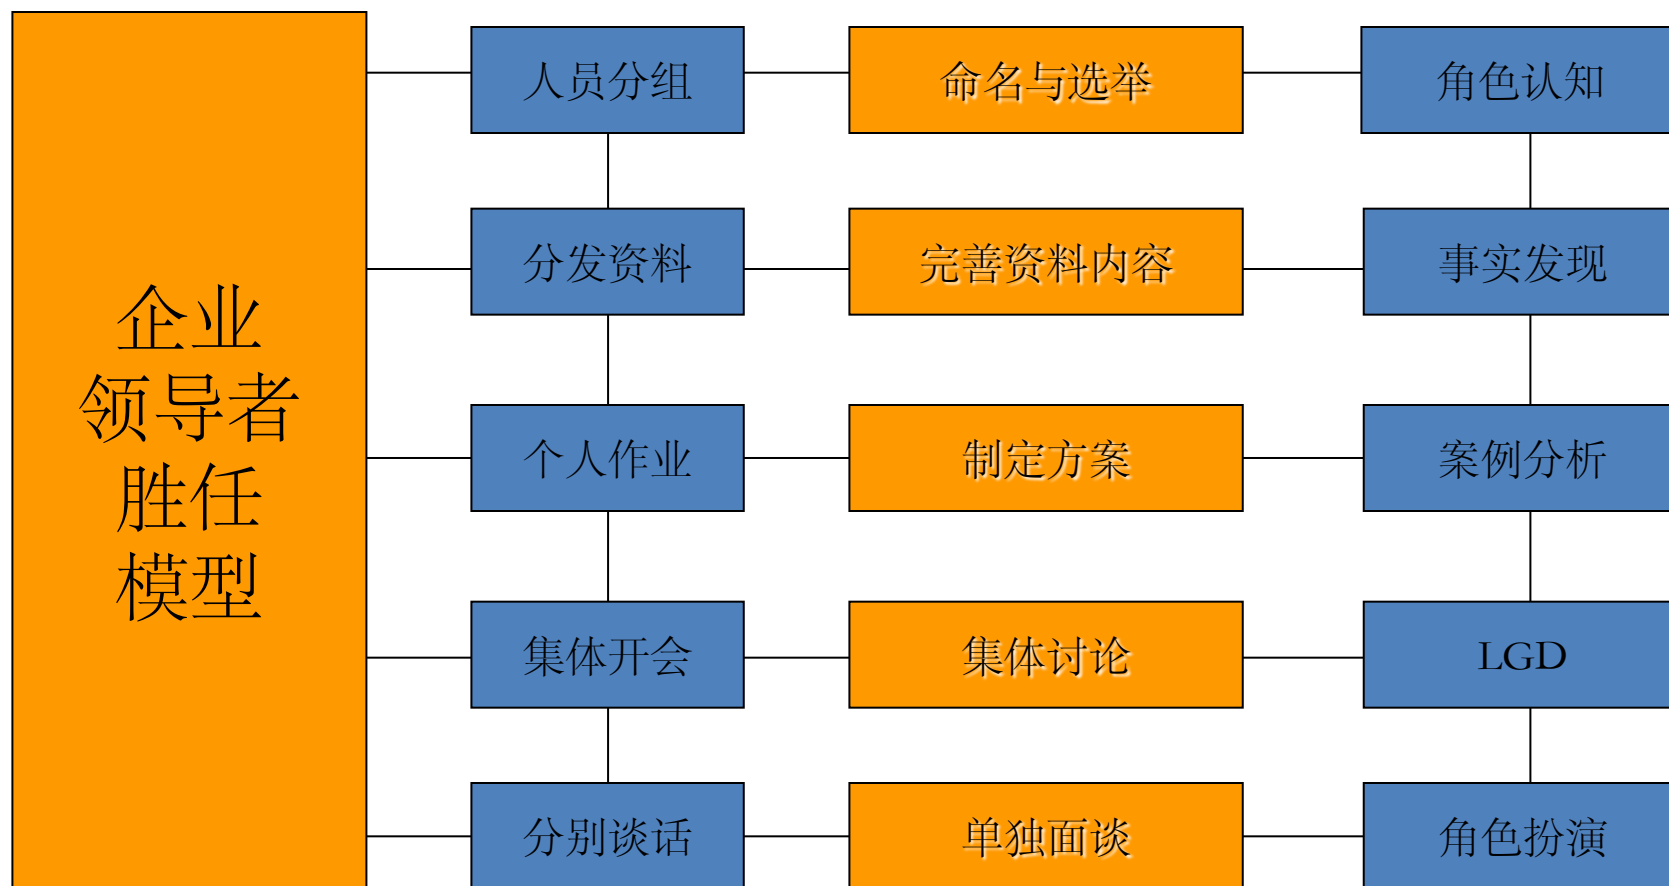 企业
领导者
胜任
模型
人员分组
命名与选举
角色认知
分发资料
完善资料内容
事实发现
个人作业
制定方案
案例分析
集体开会
集体讨论
LGD
分别谈话
单独面谈
角色扮演